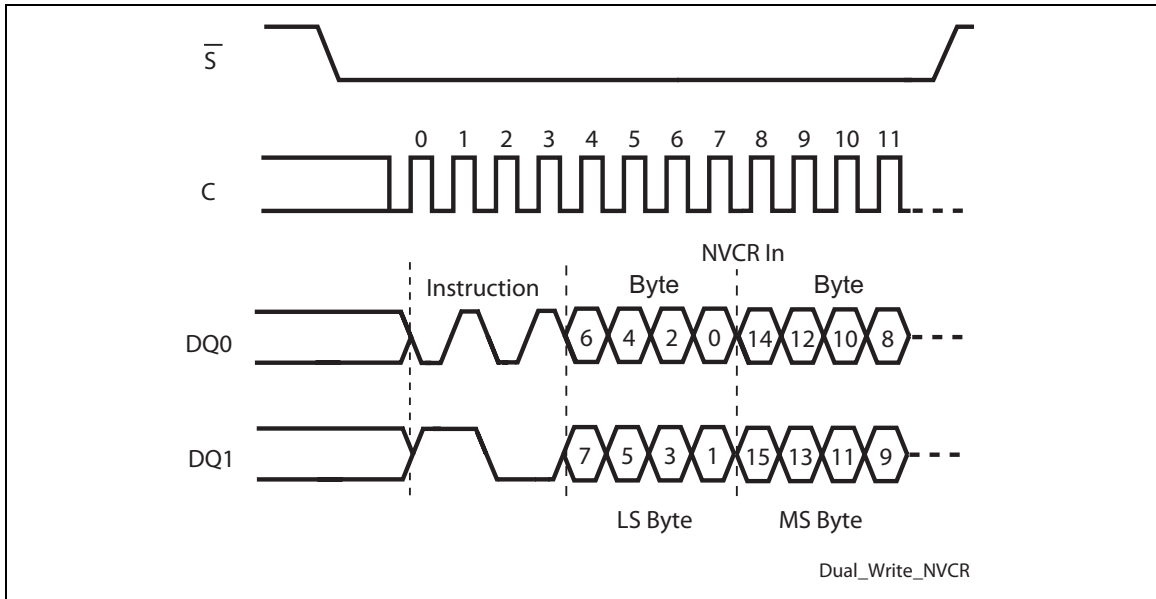 S
0 1 2 3 4 5 6 7 8 9 10 11
C
NVCR In
Instruction Byte Byte
DQ0 6 4 2 0 14 12 10 8
DQ1 7 5 3 1 15 13 11 9
LS Byte MS Byte
Dual_Write_NVCR